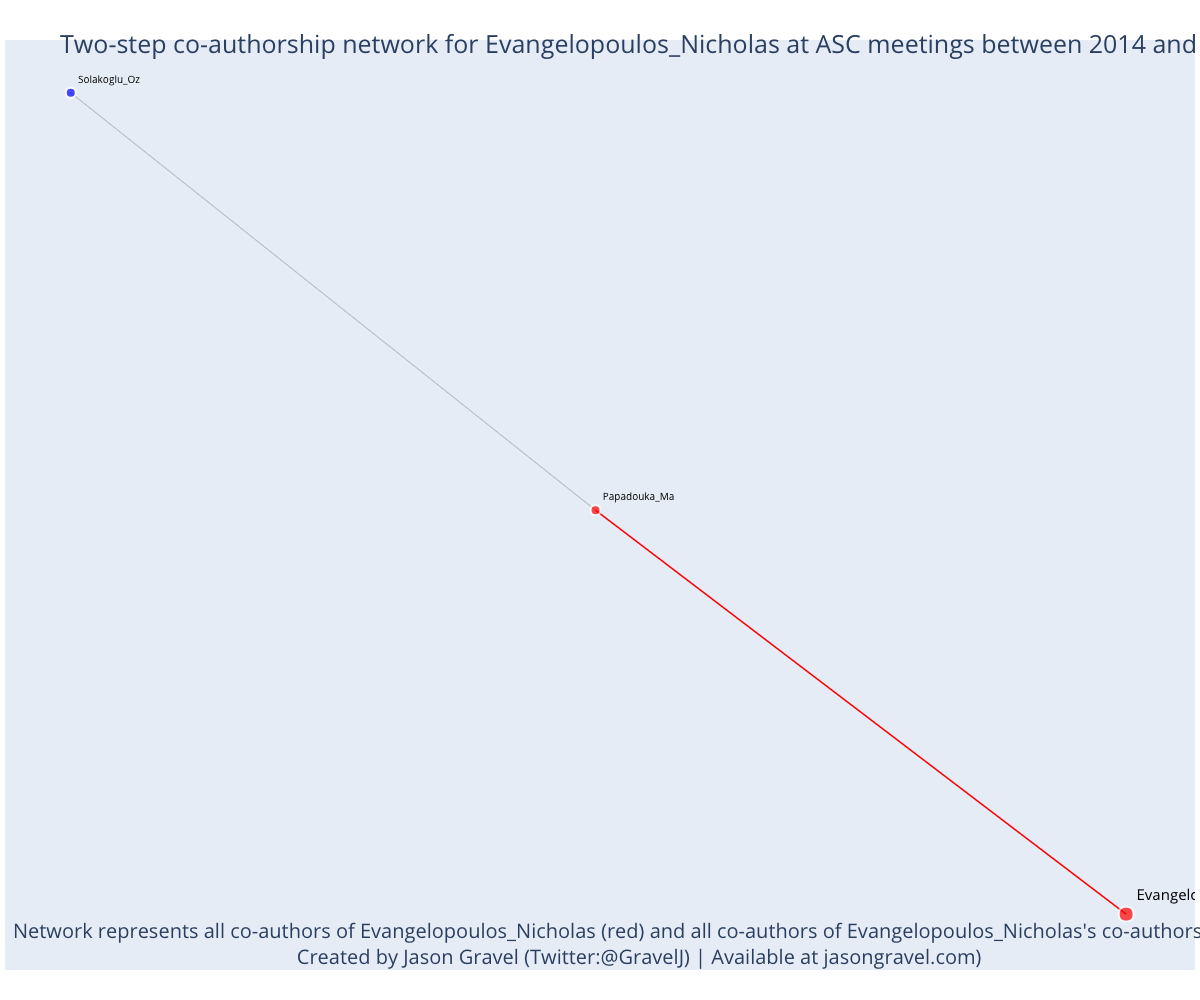 Two-step co-authorship network for Evangelopoulos_Nicholas at ASC meetings between 2014 and
Solakoglu_Oz
Papadouka_Ma
Evangelo
Network represents all co-authors of Evangelopoulos_Nicholas (red) and all co-authors of Evangelopoulos_Nicholas's co-authors
Created by Jason Gravel (Twitter:@GravelJ) | Available at jasongravel.com)